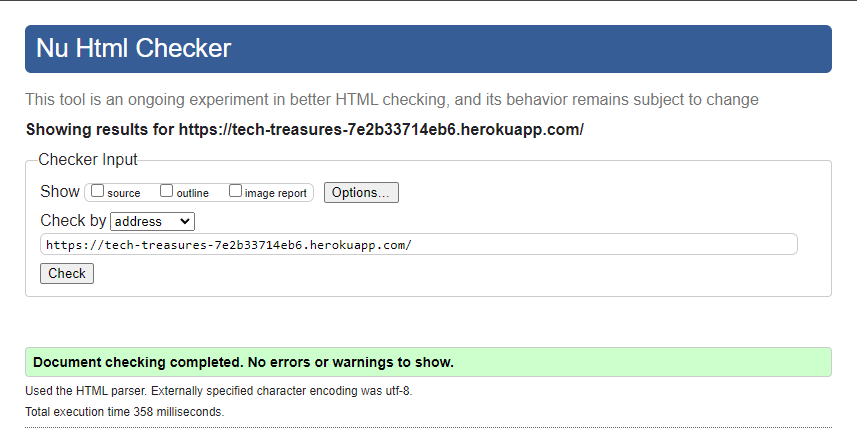 Nu Html Checker
This tool is an ongoing experiment in better HTML checking, and its behavior remains subject to change
Showing results for https://tech-treasures-7e2b33714eb6.herokuapp.com/
Checker Input
Show source outline image report Options...
Check by address
https://tech-treasures-7e2b33714eb6.herokuapp.com/
Check
Document checking completed. No errors or warnings to show.
Used the HTML parser. Externally specified character encoding was utf-8.
Total execution time 358 milliseconds.